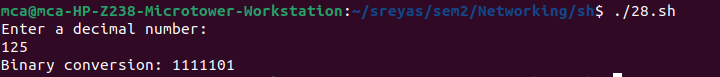 mca@mca-HP-Z238-Microtower-Workstation:~/sreyas/sem2/Networking/sh$ ./28.sh
Enter a decimal number:
125
Binary conversion: 1111101